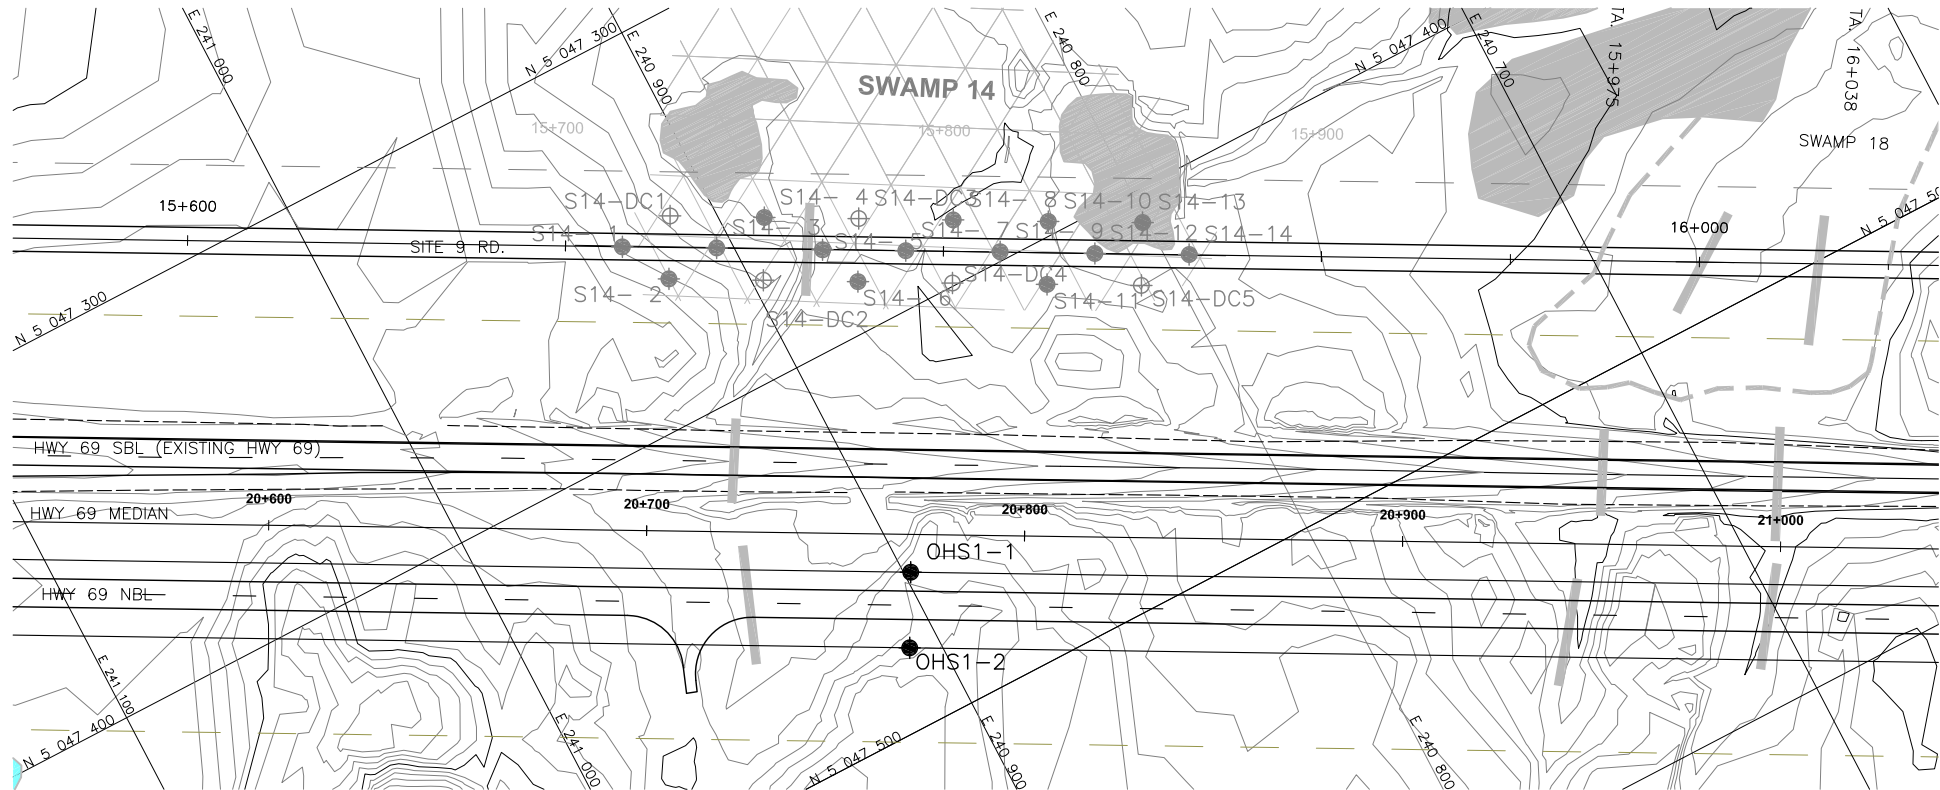 E 241 000
N 5 047 300
E 240 900
SWAMP 14
E 240 800
N 5 047 400
E 240 700
TA. 15+975
TA. 16+038
15+700
15+800
15+900
SWAMP 18
15+600
S14-DC1
S14- 4
S14-DC3
S14- 8
S14-10
S14-13
N 5 047 50
S14- 1
S14- 3
S14- 5
S14- 7
S14- 9
S14-12
S14-14
16+000
SITE 9 RD.
S14- 2
S14- 6
S14-DC4
S14-11
S14-DC5
N 5 047 300
S14-DC2
HWY 69 SBL (EXISTING HWY 69)
20+600
20+700
20+800
20+900
21+000
HWY 69 MEDIAN
OHS1-1
HWY 69 NBL
OHS1-2
E 241 100
N 5 047 400
E 241 000
N 5 047 500
E 240 900
E 240 800